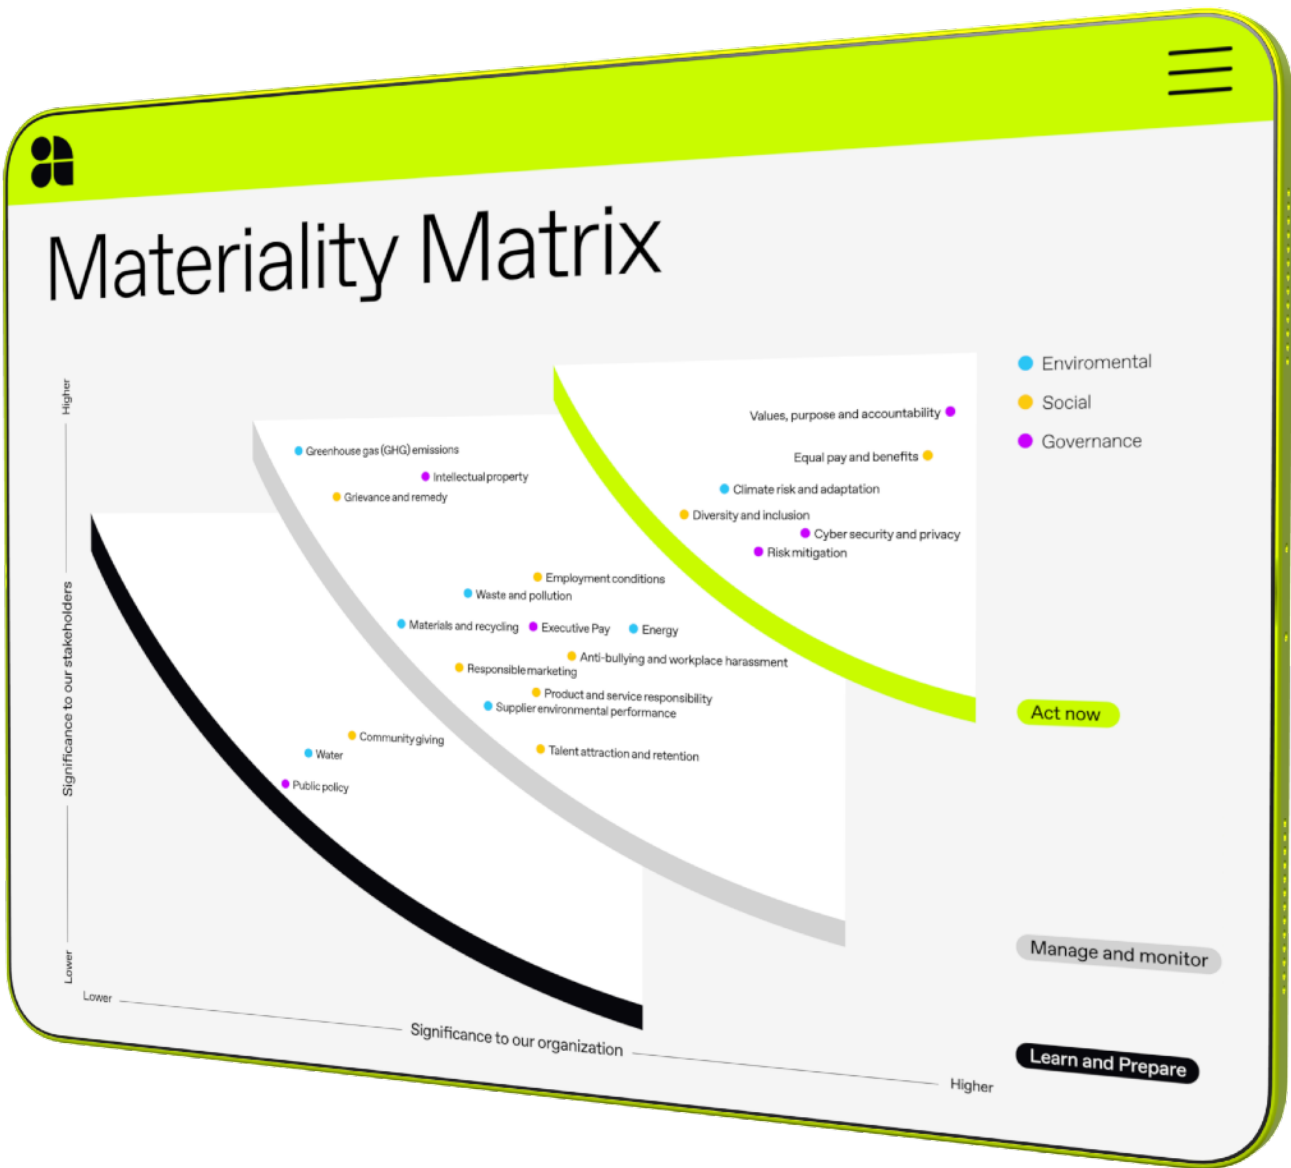 Materiality Matrix
Higher
Significance to our stakeholders
Lower
Lower
Significance to our organization
Higher
Values, purpose and accountability
Equal pay and benefits
Climate risk and adaptation
Diversity and inclusion
Cyber security and privacy
Risk mitigation
Greenhouse gas (GHG) emissions
Intellectual property
Grievance and remedy
Employment conditions
Waste and pollution
Materials and recycling
Executive Pay
Energy
Anti-bullying and workplace harassment
Responsible marketing
Product and service responsibility
Supplier environmental performance
Talent attraction and retention
Community giving
Water
Public policy
Enviromental
Social
Governance
Act now
Manage and monitor
Learn and Prepare